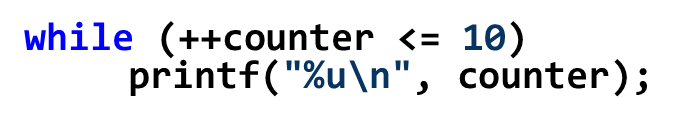 while (++counter <= 10)
printf("%u\n", counter);